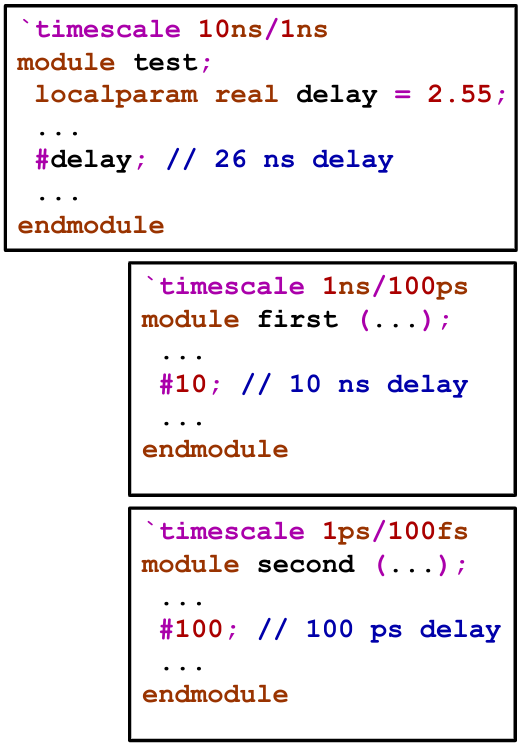 `timescale 10ns/1ns
module test;
localparam real delay = 2.55;
...
#delay; // 26 ns delay
...
endmodule
`timescale 1ns/100ps
module first (...);
...
#10; // 10 ns delay
...
endmodule
`timescale 1ps/100fs
module second (...);
...
#100; // 100 ps delay
...
endmodule